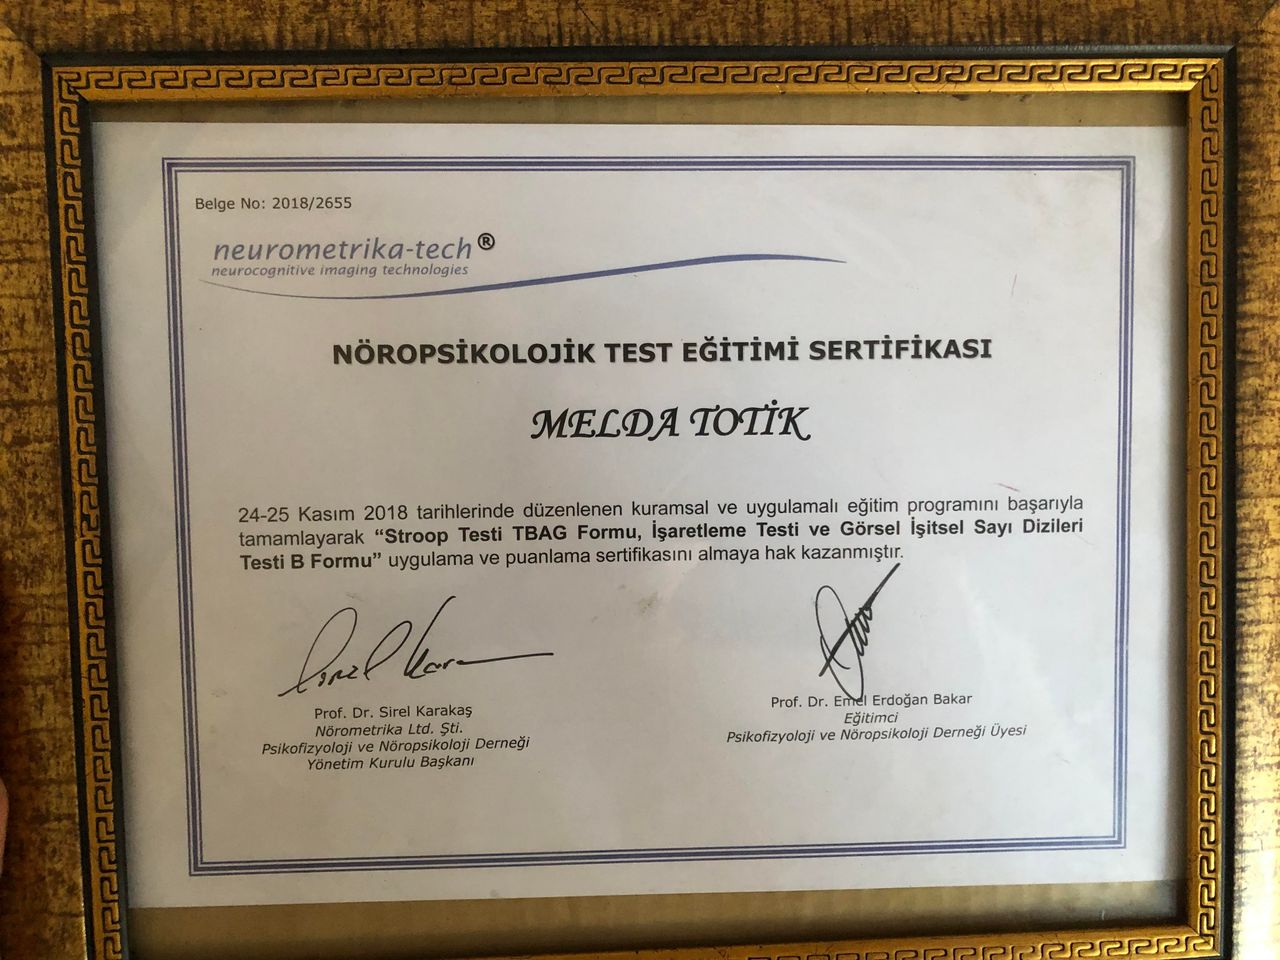 Belge No: 2018/2655
neurometrika-tech®
neurocognitive imaging technologies
NÖROPSİKOLOJİK TEST EĞİTİMİ SERTİFİKASI
MELDA TOTİK
24-25 Kasım 2018 tarihlerinde düzenlenen kuramsal ve uygulamalı eğitim programını başarıyla
tamamlayarak “Stroop Testi TBAG Formu, İşaretleme Testi ve Görsel İşitsel Sayı Dizileri
Testi B Formu” uygulama ve puanlama sertifikasını almaya hak kazanmıştır.
Prof. Dr. Sirel Karakaş
Nörometrika Ltd. Şti.
Psikofizyoloji ve Nöropsikoloji Derneği
Yönetim Kurulu Başkanı
Prof. Dr. Emel Erdoğan Bakar
Eğitimci
Psikofizyoloji ve Nöropsikoloji Derneği Üyesi